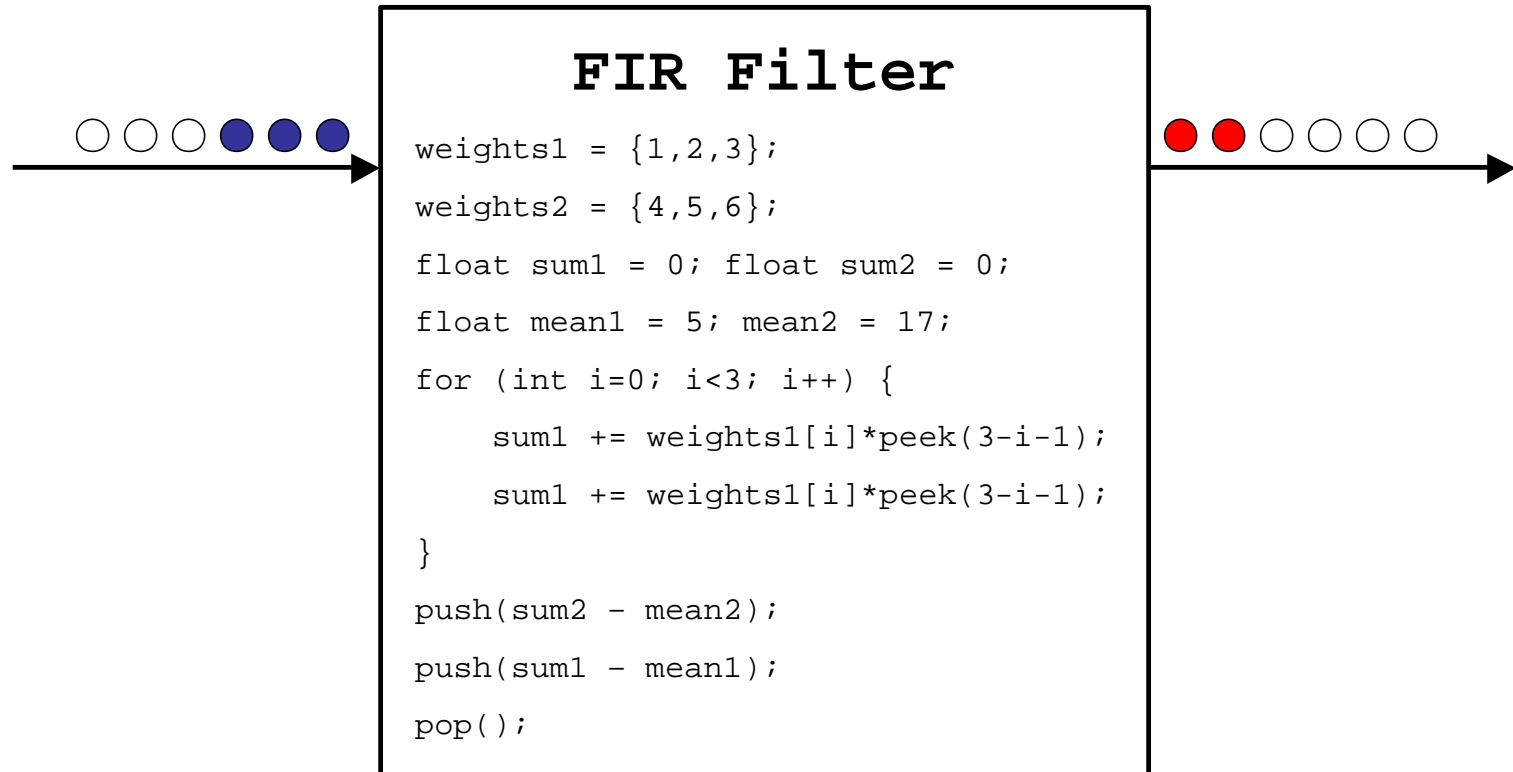 FIR Filter
weights1 = {1,2,3};
weights2 = {4,5,6};
float sum1 = 0; float sum2 = 0;
float mean1 = 5; mean2 = 17;
for (int i=0; i<3; i++) {
    sum1 += weights1[i]*peek(3-i-1);
    sum1 += weights1[i]*peek(3-i-1);
}
push(sum2 – mean2);
push(sum1 – mean1);
pop();